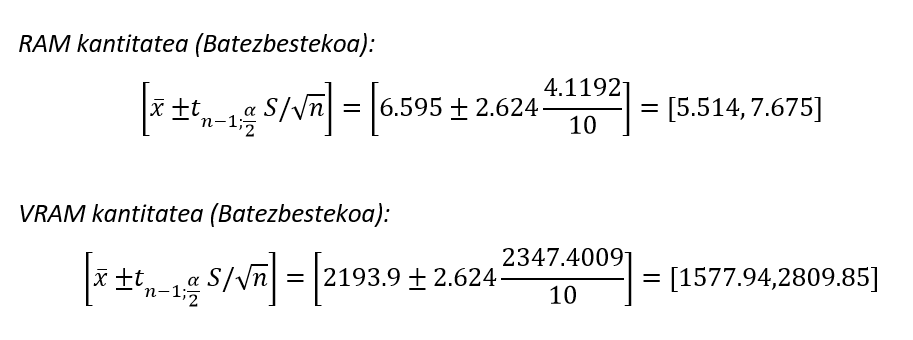 RAM kantitatea (Batezbestekoa):
[x̄ ± t_{n−1;α/2} S/√n] = [6.595 ± 2.624 4.1192/10] = [5.514, 7.675]
VRAM kantitatea (Batezbestekoa):
[x̄ ± t_{n−1;α/2} S/√n] = [2193.9 ± 2.624 2347.4009/10] = [1577.94,2809.85]